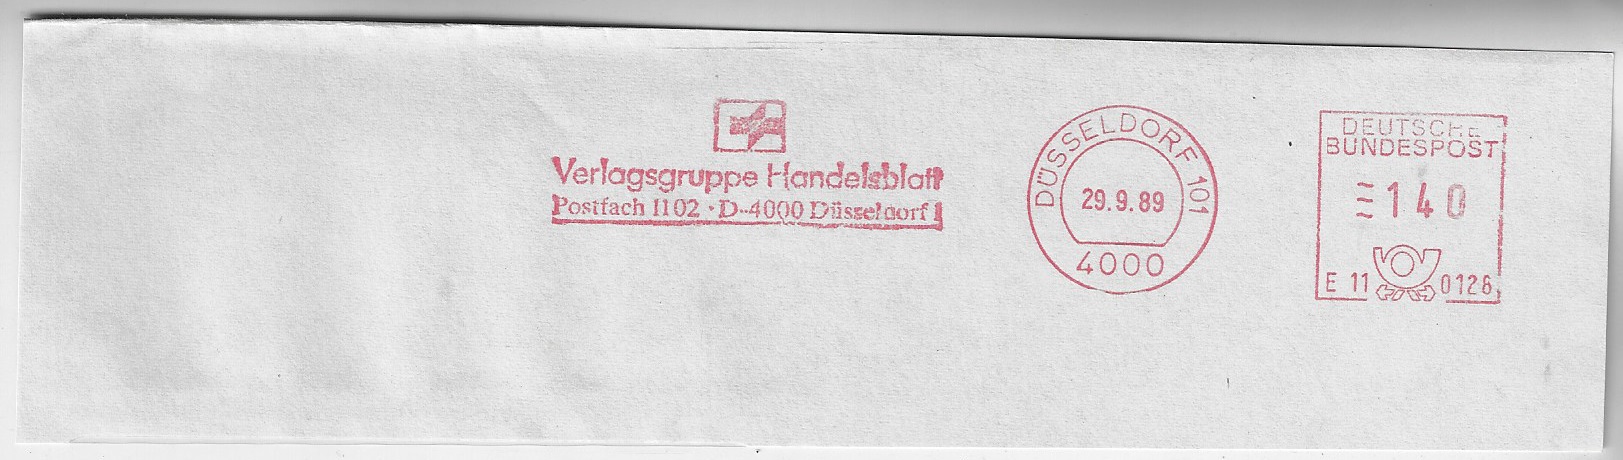 Verlagsgruppe Handelsblatt
Postfach 1102 · D-4000 Düsseldorf 1
DÜSSELDORF 101
29.9.89
4000
DEUTSCHE
BUNDESPOST
140
E 11 0126